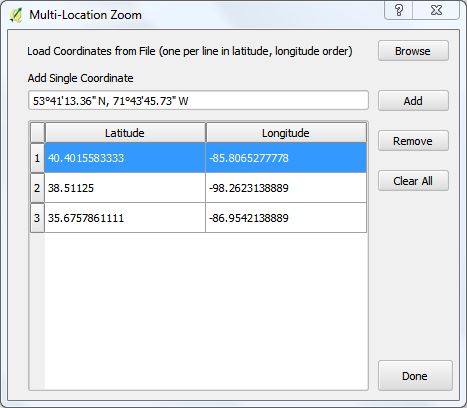 Multi-Location Zoom
Load Coordinates from File (one per line in latitude, longitude order)
Browse
Add Single Coordinate
53°41'13.36" N, 71°43'45.73" W
Add
Latitude Longitude
Remove
1 40.4015583333 -85.8065277778
2 38.51125 -98.2623138889
Clear All
3 35.6757861111 -86.9542138889
Done